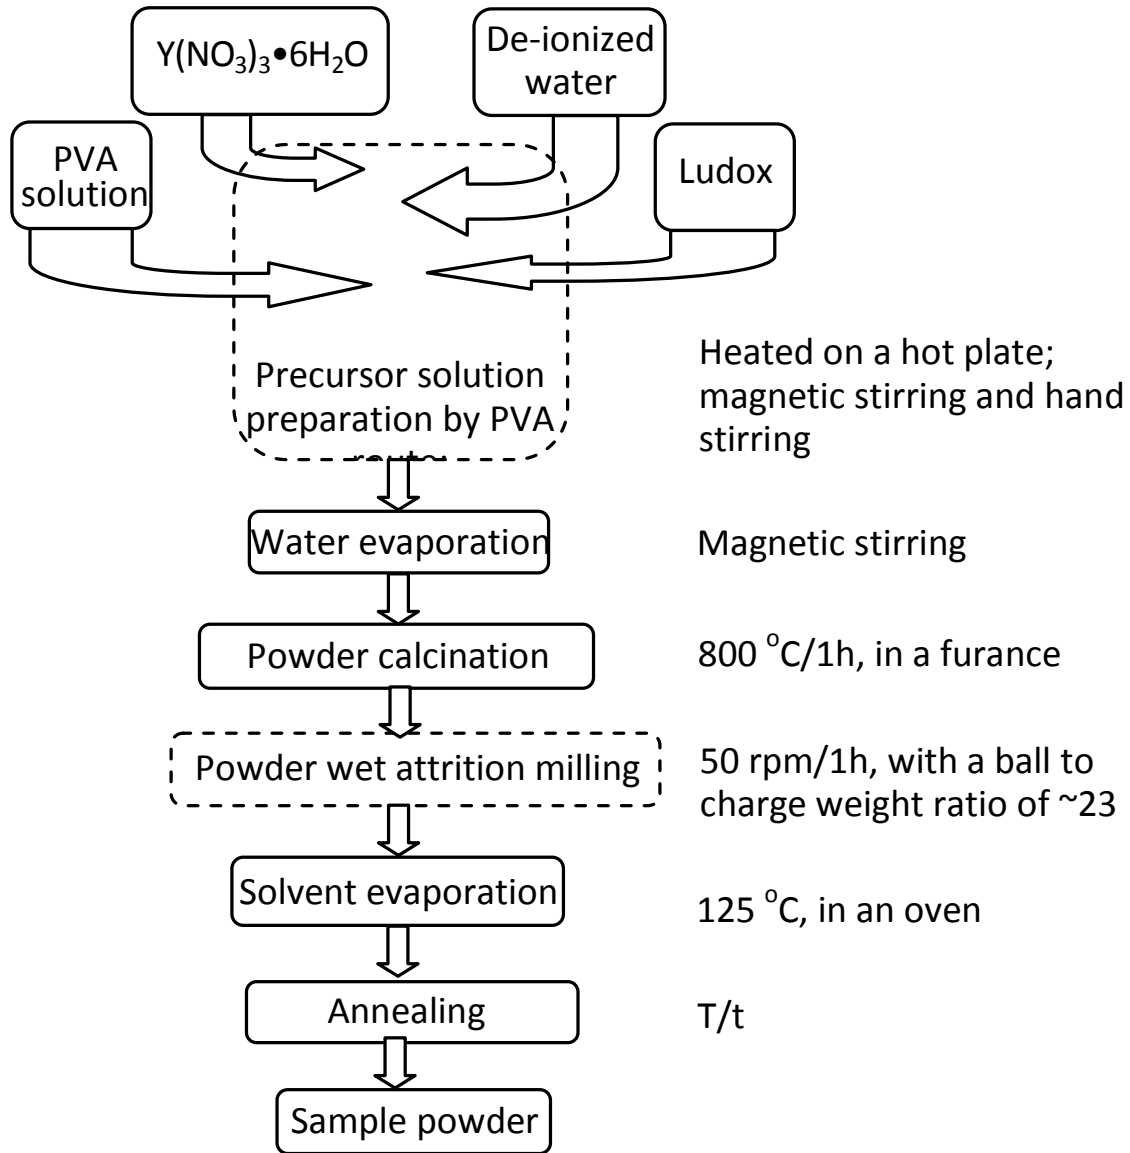 Y(NO₃)₃•6H₂O
De-ionized
water
PVA
solution
Ludox
Precursor solution
preparation by PVA
Heated on a hot plate;
magnetic stirring and hand
stirring
Water evaporation
Magnetic stirring
Powder calcination
800 °C/1h, in a furance
Powder wet attrition milling
50 rpm/1h, with a ball to
charge weight ratio of ~23
Solvent evaporation
125 °C, in an oven
Annealing
T/t
Sample powder